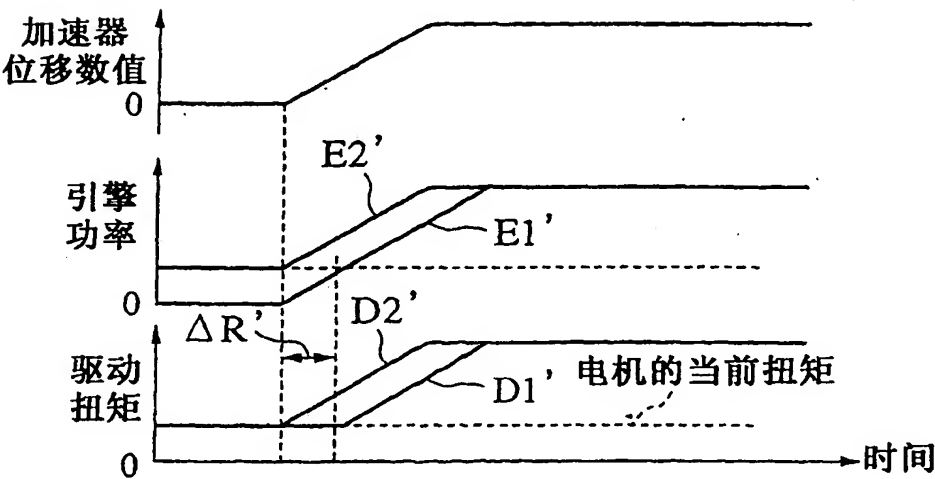 加速器
位移数值
0
E2’
引擎
功率
E1’
0
ΔR’
D2’
驱动
扭矩
D1’
电机的当前扭矩
0
时间